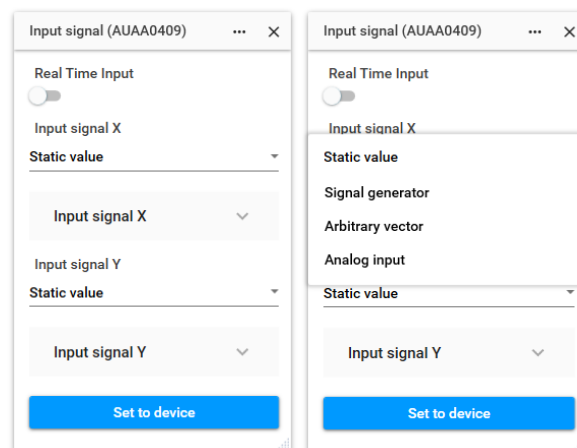 Input signal (AUAA0409)
Real Time Input
Input signal X
Static value
Input signal X
Input signal Y
Static value
Input signal Y
Set to device
Input signal (AUAA0409)
Real Time Input
Input signal X
Static value
Signal generator
Arbitrary vector
Analog input
Static value
Input signal Y
Set to device